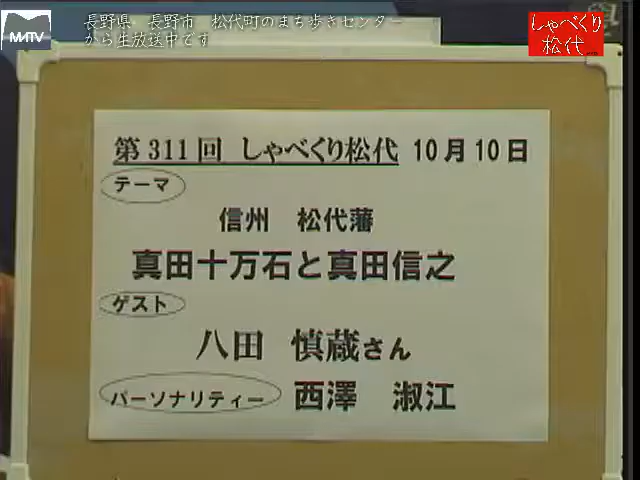 長野県・長野市　松代町のまち歩きセンター
から生放送中です
MATV
しゃべくり
松代
第311回 しゃべくり松代 10月10日
テーマ
信州　松代藩
真田十万石と真田信之
ゲスト
八田　慎蔵さん
パーソナリティー 西澤　淑江